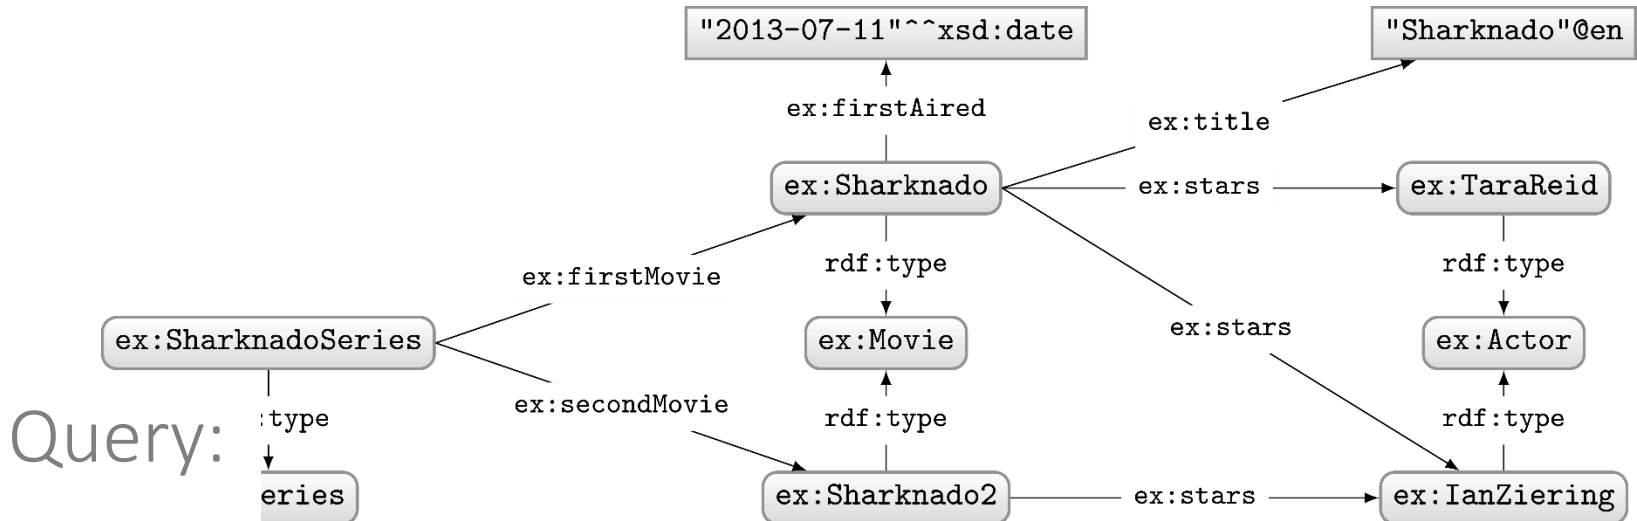 "2013-07-11"^^xsd:date "Sharknado"@en
ex:firstAired
ex:title
ex:Sharknado ex:stars ex:TaraReid
rdf:type rdf:type
ex:firstMovie
ex:stars
ex:SharknadoSeries ex:Movie ex:Actor
ex:secondMovie
:type rdf:type rdf:type
Query:
eries ex:Sharknado2 ex:stars ex:IanZiering